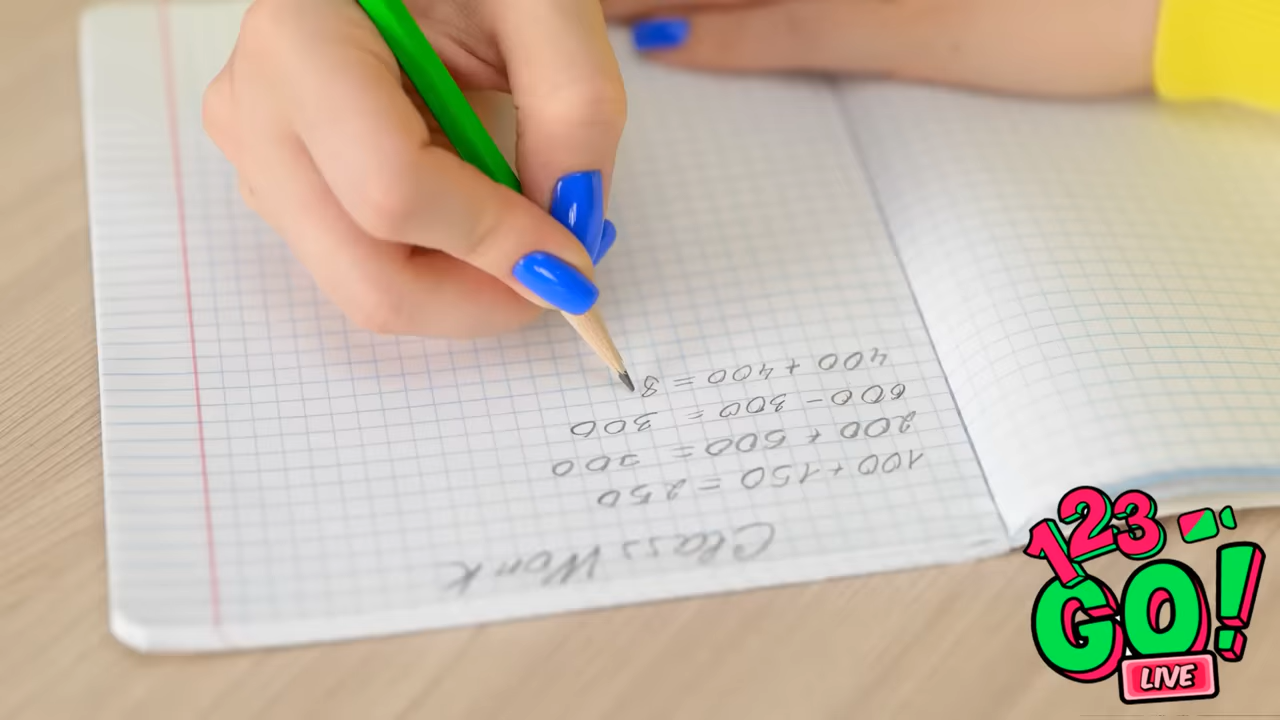 Class Work
100 + 150 = 250
200 + 500 = 700
600 - 300 = 300
400 + 400 = 8
123
GO!
LIVE